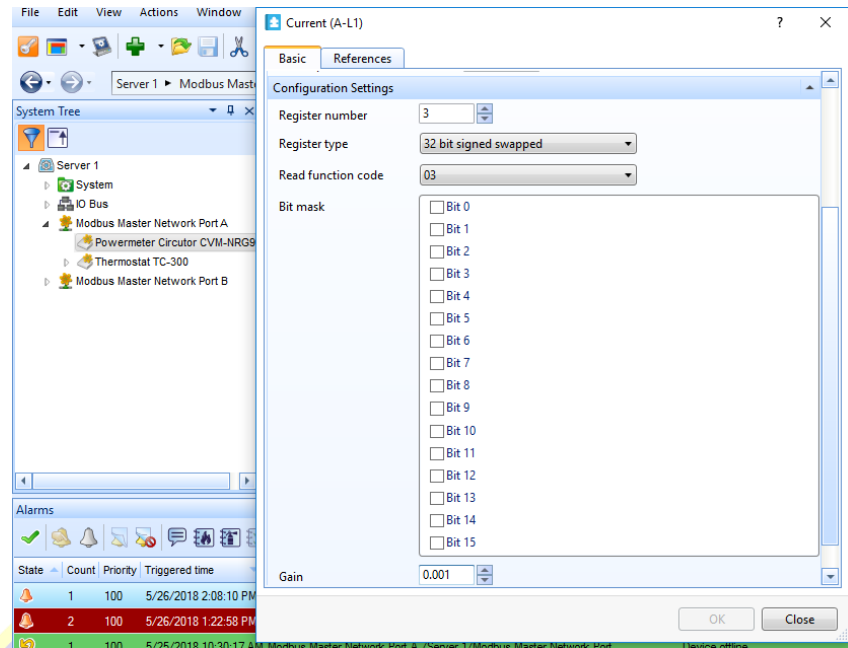 File Edit View Actions Window
Server 1 Modbus Maste
System Tree
Server 1
System
IO Bus
Modbus Master Network Port A
Powermeter Circutor CVM-NRG9
Thermostat TC-300
Modbus Master Network Port B
Alarms
State Count Priority Triggered time
1 100 5/26/2018 2:08:10 PM
2 100 5/26/2018 1:22:58 PM
1 100 5/25/2018 10:30:17 AM Modbus Master Network Port A /Server 1/Modbus Master Network Port Device offline
Current (A-L1)
Basic References
Configuration Settings
Register number 3
Register type 32 bit signed swapped
Read function code 03
Bit mask
Bit 0
Bit 1
Bit 2
Bit 3
Bit 4
Bit 5
Bit 6
Bit 7
Bit 8
Bit 9
Bit 10
Bit 11
Bit 12
Bit 13
Bit 14
Bit 15
Gain 0.001
OK Close